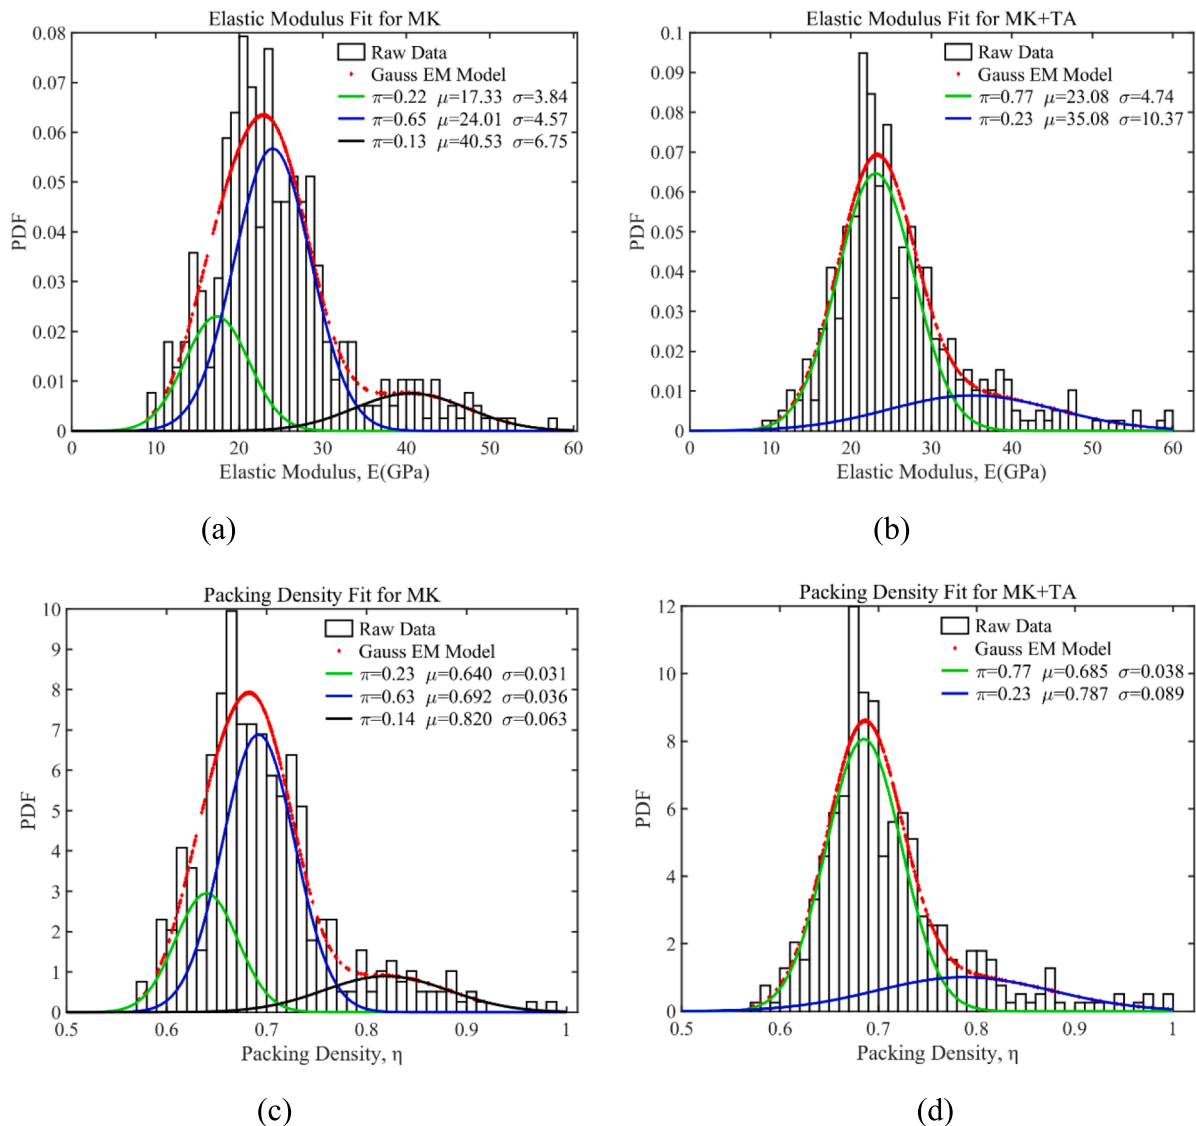 Elastic Modulus Fit for MK
Raw Data
Gauss EM Model
π=0.22 μ=17.33 σ=3.84
π=0.65 μ=24.01 σ=4.57
π=0.13 μ=40.53 σ=6.75
0.08
0.07
0.06
0.05
0.04
0.03
0.02
0.01
0
PDF
0 10 20 30 40 50 60
Elastic Modulus, E(GPa)
(a)
Elastic Modulus Fit for MK+TA
Raw Data
Gauss EM Model
π=0.77 μ=23.08 σ=4.74
π=0.23 μ=35.08 σ=10.37
0.1
0.09
0.08
0.07
0.06
0.05
0.04
0.03
0.02
0.01
0
PDF
0 10 20 30 40 50 60
Elastic Modulus, E(GPa)
(b)
Packing Density Fit for MK
Raw Data
Gauss EM Model
π=0.23 μ=0.640 σ=0.031
π=0.63 μ=0.692 σ=0.036
π=0.14 μ=0.820 σ=0.063
10
9
8
7
6
5
4
3
2
1
0
PDF
0.5 0.6 0.7 0.8 0.9 1
Packing Density, η
(c)
Packing Density Fit for MK+TA
Raw Data
Gauss EM Model
π=0.77 μ=0.685 σ=0.038
π=0.23 μ=0.787 σ=0.089
12
10
8
6
4
2
0
PDF
0.5 0.6 0.7 0.8 0.9 1
Packing Density, η
(d)